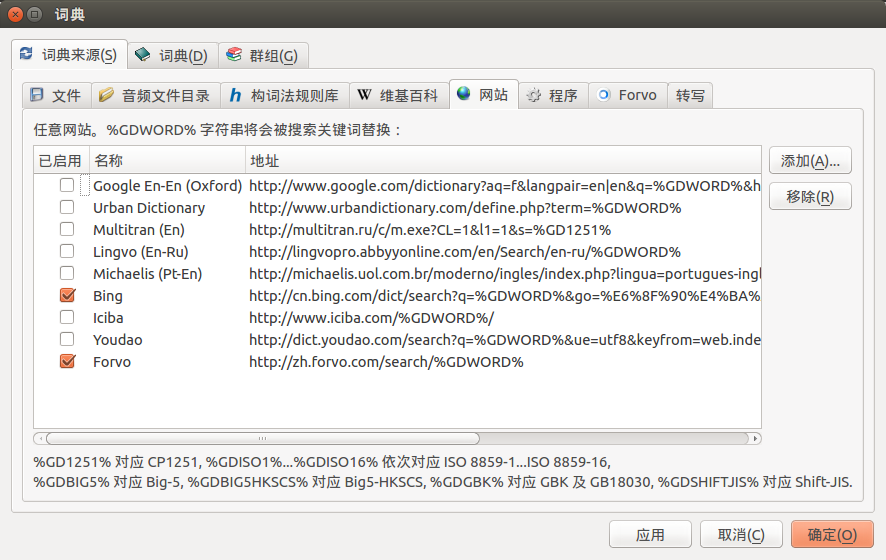 词典
词典来源(S) 词典(D) 群组(G)
文件 音频文件目录 构词法规则库 维基百科 网站 程序 Forvo 转写
任意网站。%GDWORD% 字符串将会被搜索关键词替换：
已启用 名称 地址
添加(A)...
Google En-En (Oxford) http://www.google.com/dictionary?aq=f&langpair=en|en&q=%GDWORD%&h
移除(R)
Urban Dictionary http://www.urbandictionary.com/define.php?term=%GDWORD%
Multitran (En) http://multitran.ru/c/m.exe?CL=1&l1=1&s=%GD1251%
Lingvo (En-Ru) http://lingvopro.abbyyonline.com/en/Search/en-ru/%GDWORD%
Michaelis (Pt-En) http://michaelis.uol.com.br/moderno/ingles/index.php?lingua=portugues-ingl
Bing http://cn.bing.com/dict/search?q=%GDWORD%&go=%E6%8F%90%E4%BA%
Iciba http://www.iciba.com/%GDWORD%/
Youdao http://dict.youdao.com/search?q=%GDWORD%&ue=utf8&keyfrom=web.inde
Forvo http://zh.forvo.com/search/%GDWORD%
%GD1251% 对应 CP1251, %GDISO1%...%GDISO16% 依次对应 ISO 8859-1...ISO 8859-16,
%GDBIG5% 对应 Big-5, %GDBIG5HKSCS% 对应 Big5-HKSCS, %GDGBK% 对应 GBK 及 GB18030, %GDSHIFTJIS% 对应 Shift-JIS.
应用 取消(C) 确定(O)